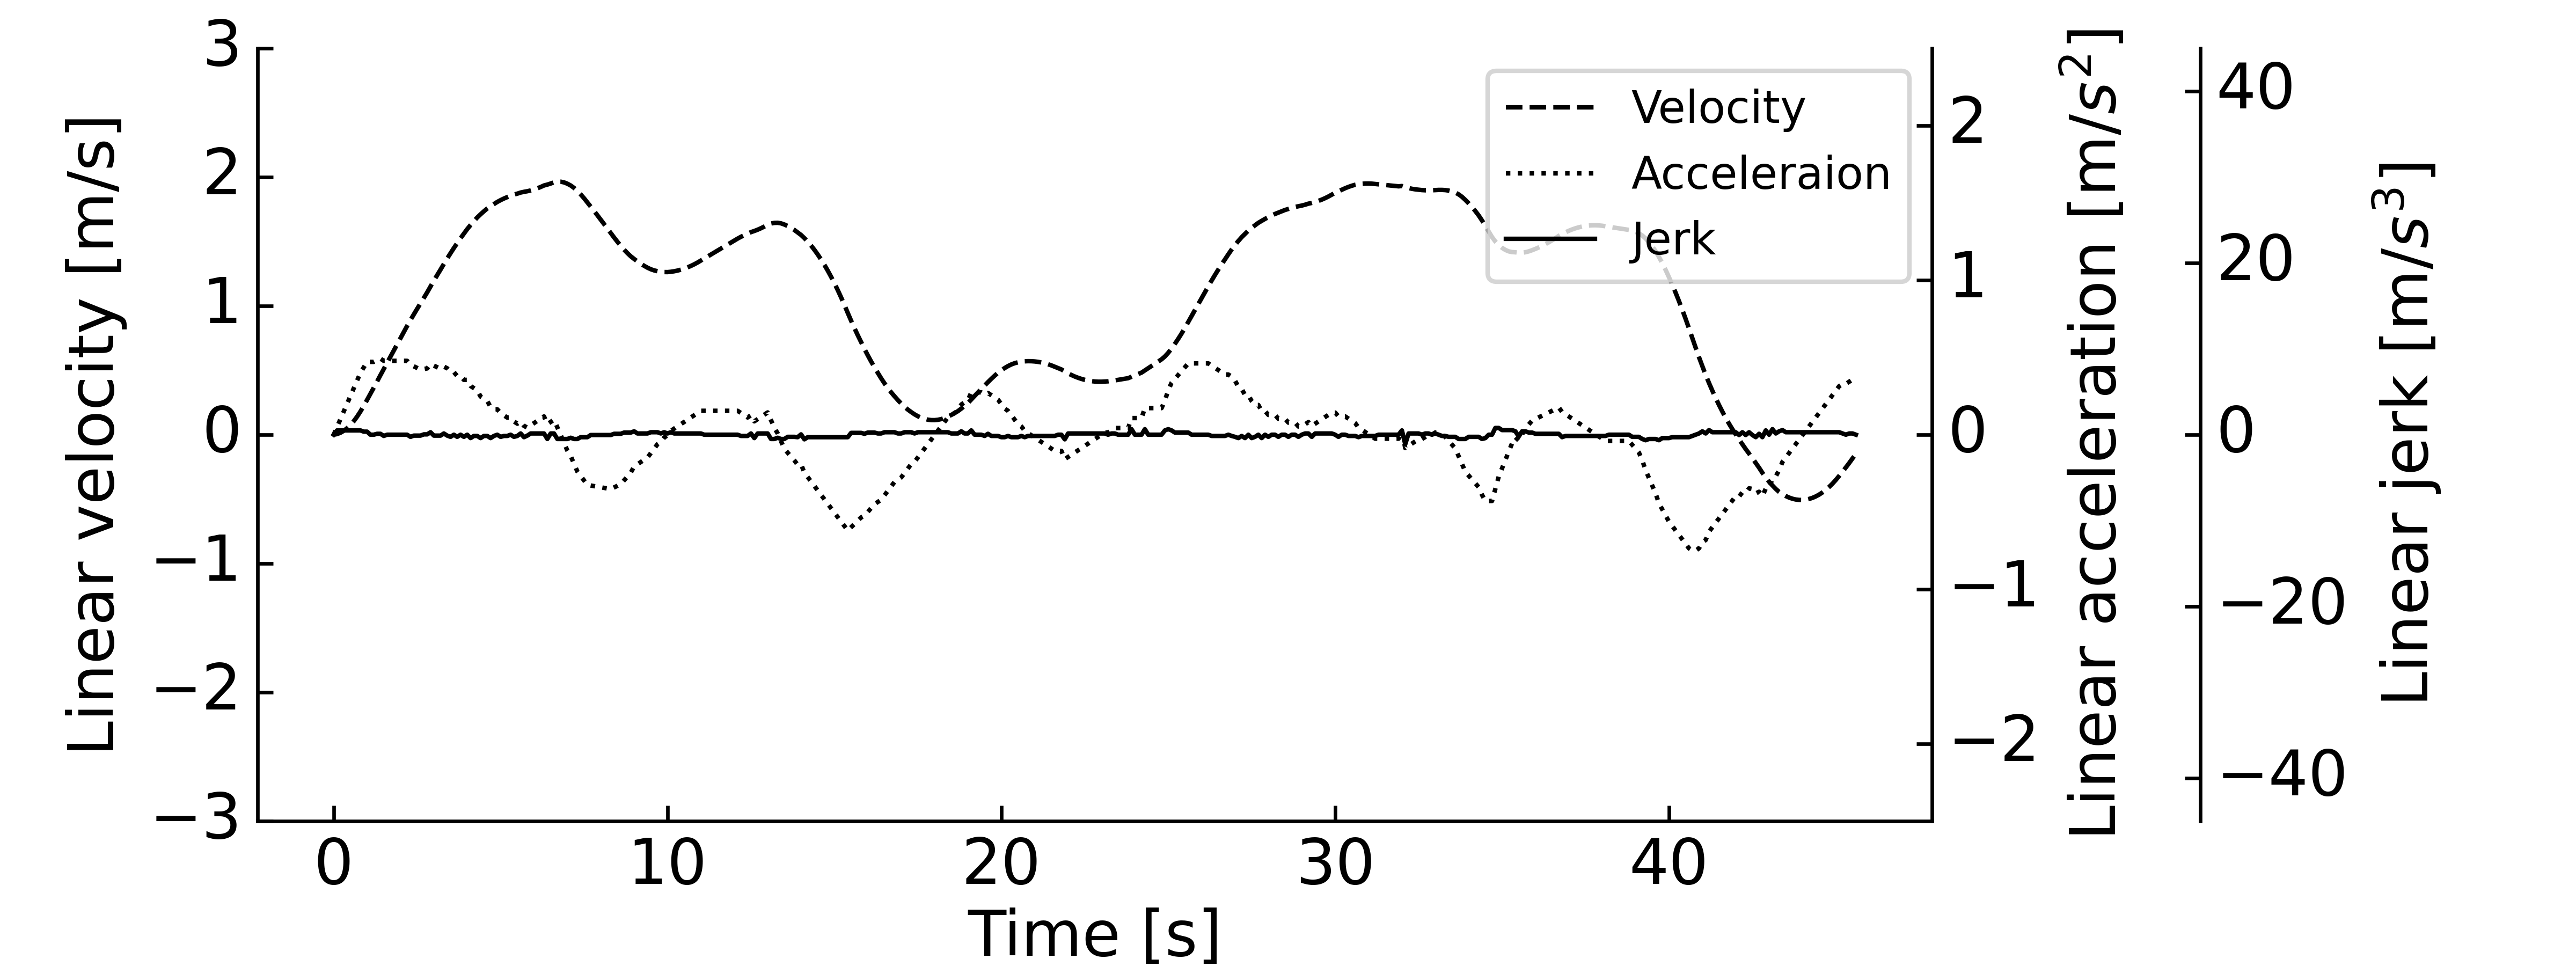 Linear velocity [m/s]
3
2
1
0
−1
−2
−3
0 10 20 30 40
Time [s]
Velocity
Acceleraion
Jerk
2
1
0
−1
−2
Linear acceleration [m/s²]
40
20
0
−20
−40
Linear jerk [m/s³]